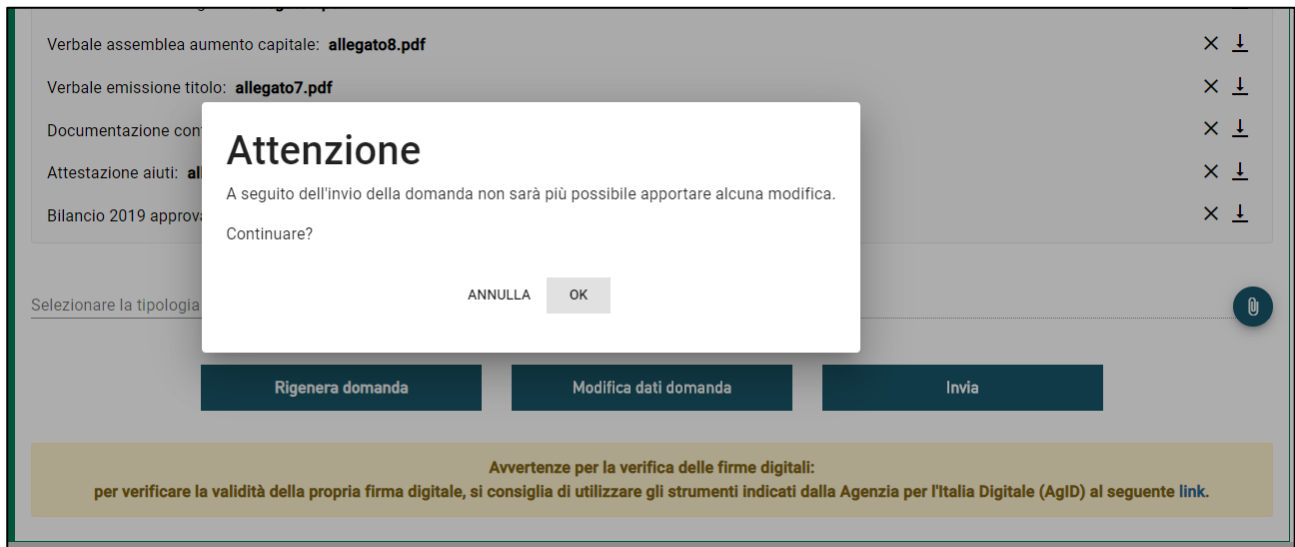 Verbale assemblea aumento capitale: allegato8.pdf
Verbale emissione titolo: allegato7.pdf
Documentazione con
Attestazione aiuti: al
Bilancio 2019 approv
Attenzione
A seguito dell'invio della domanda non sarà più possibile apportare alcuna modifica.
Continuare?
ANNULLA OK
Selezionare la tipologia
Rigenera domanda Modifica dati domanda Invia
Avvertenze per la verifica delle firme digitali:
per verificare la validità della propria firma digitale, si consiglia di utilizzare gli strumenti indicati dalla Agenzia per l'Italia Digitale (AgID) al seguente link.